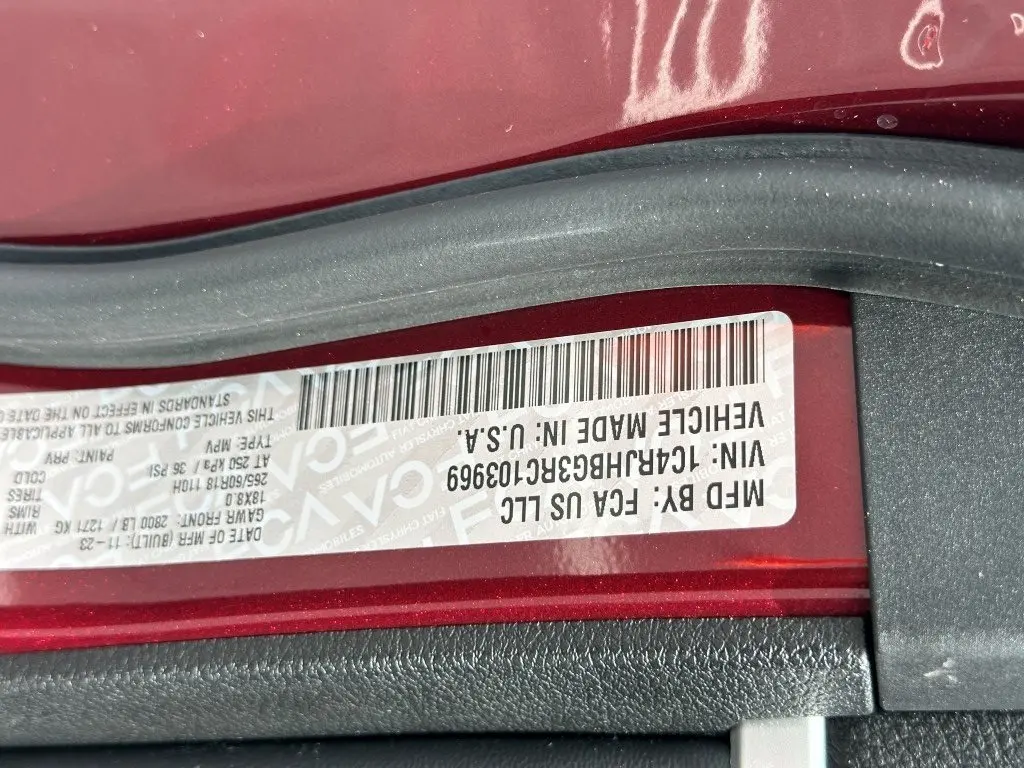 MFD BY: FCA US LLC
VIN: 1C4RJHBG3RC103969
VEHICLE MADE IN: U.S.A.
DATE OF MFR (BUILT): 11-23
GAWR FRONT: 2800 LB / 1271 KG WITH
18X8.0 RIMS
265/60R18 110H TIRES
AT 250 kPa / 36 PSI COLD
TYPE: MPV PAINT: PRV
THIS VEHICLE CONFORMS TO ALL APPLICABLE
STANDARDS IN EFFECT ON THE DATE